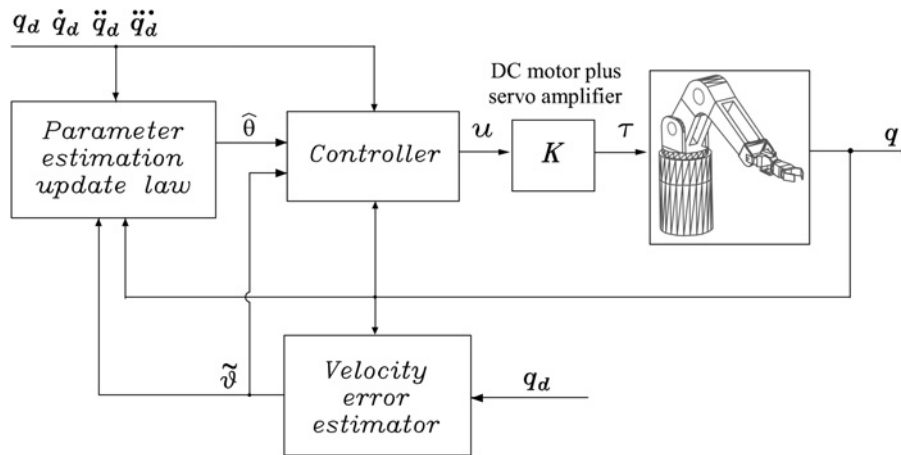 q_d q̇_d q̈_d q⃛_d
Parameter
estimation
update law
θ̂
Controller
u
DC motor plus
servo amplifier
K
τ
q
ϑ̃
Velocity
error
estimator
q_d